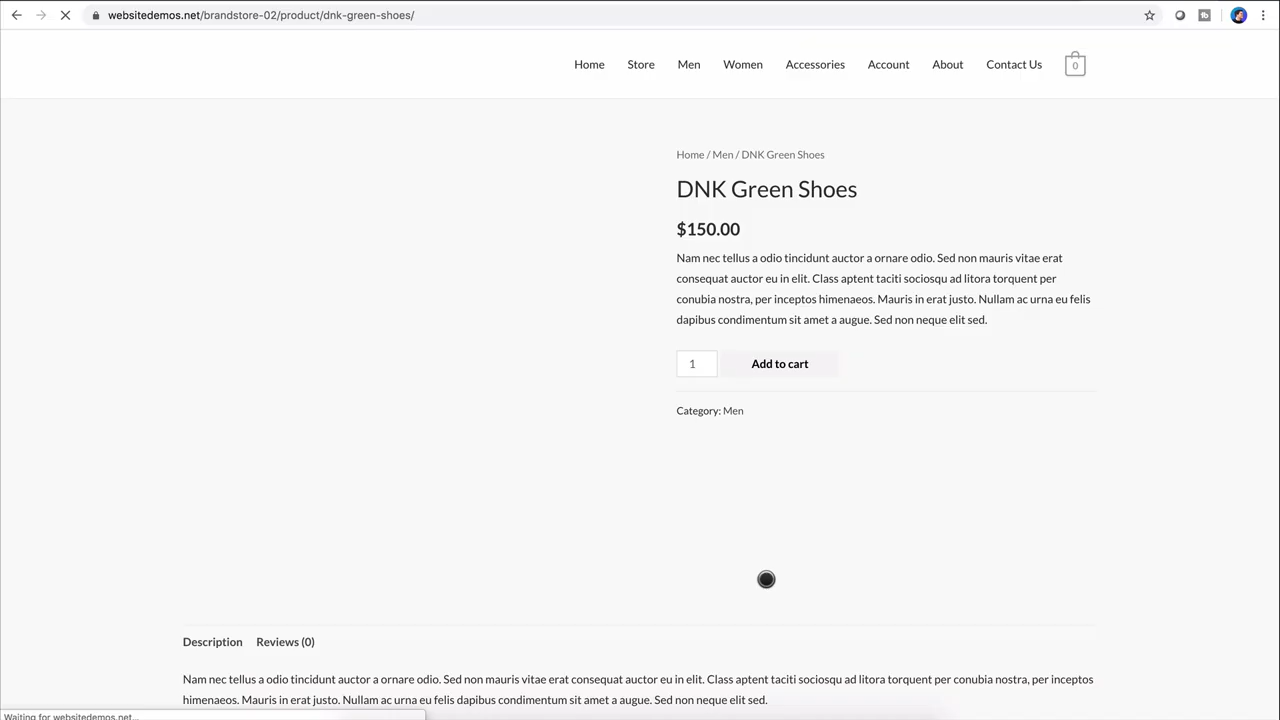 websitedemos.net/brandstore-02/product/dnk-green-shoes/
Home Store Men Women Accessories Account About Contact Us 0
Home / Men / DNK Green Shoes
DNK Green Shoes
$150.00
Nam nec tellus a odio tincidunt auctor a ornare odio. Sed non mauris vitae erat
consequat auctor eu in elit. Class aptent taciti sociosqu ad litora torquent per
conubia nostra, per inceptos himenaeos. Mauris in erat justo. Nullam ac urna eu felis
dapibus condimentum sit amet a augue. Sed non neque elit sed.
1 Add to cart
Category: Men
Description Reviews (0)
Nam nec tellus a odio tincidunt auctor a ornare odio. Sed non mauris vitae erat consequat auctor eu in elit. Class aptent taciti sociosqu ad litora torquent per conubia nostra, per inceptos
himenaeos. Mauris in erat justo. Nullam ac urna eu felis dapibus condimentum sit amet a augue. Sed non neque elit sed.
Waiting for websitedemos.net...